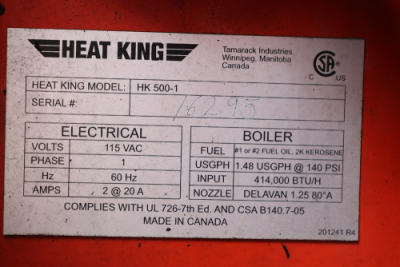 HEAT KING
Tamarack Industries
Winnipeg, Manitoba
Canada
C US
HEAT KING MODEL: HK 500-1
SERIAL #: 16295
ELECTRICAL
VOLTS 115 VAC
PHASE 1
Hz 60 Hz
AMPS 2 @ 20 A
BOILER
FUEL #1 or #2 FUEL OIL, 2K KEROSENE
USGPH 1.48 USGPH @ 140 PSI
INPUT 414,000 BTU/H
NOZZLE DELAVAN 1.25 80°A
COMPLIES WITH UL 726-7th Ed. AND CSA B140.7-05
MADE IN CANADA
201241 R4